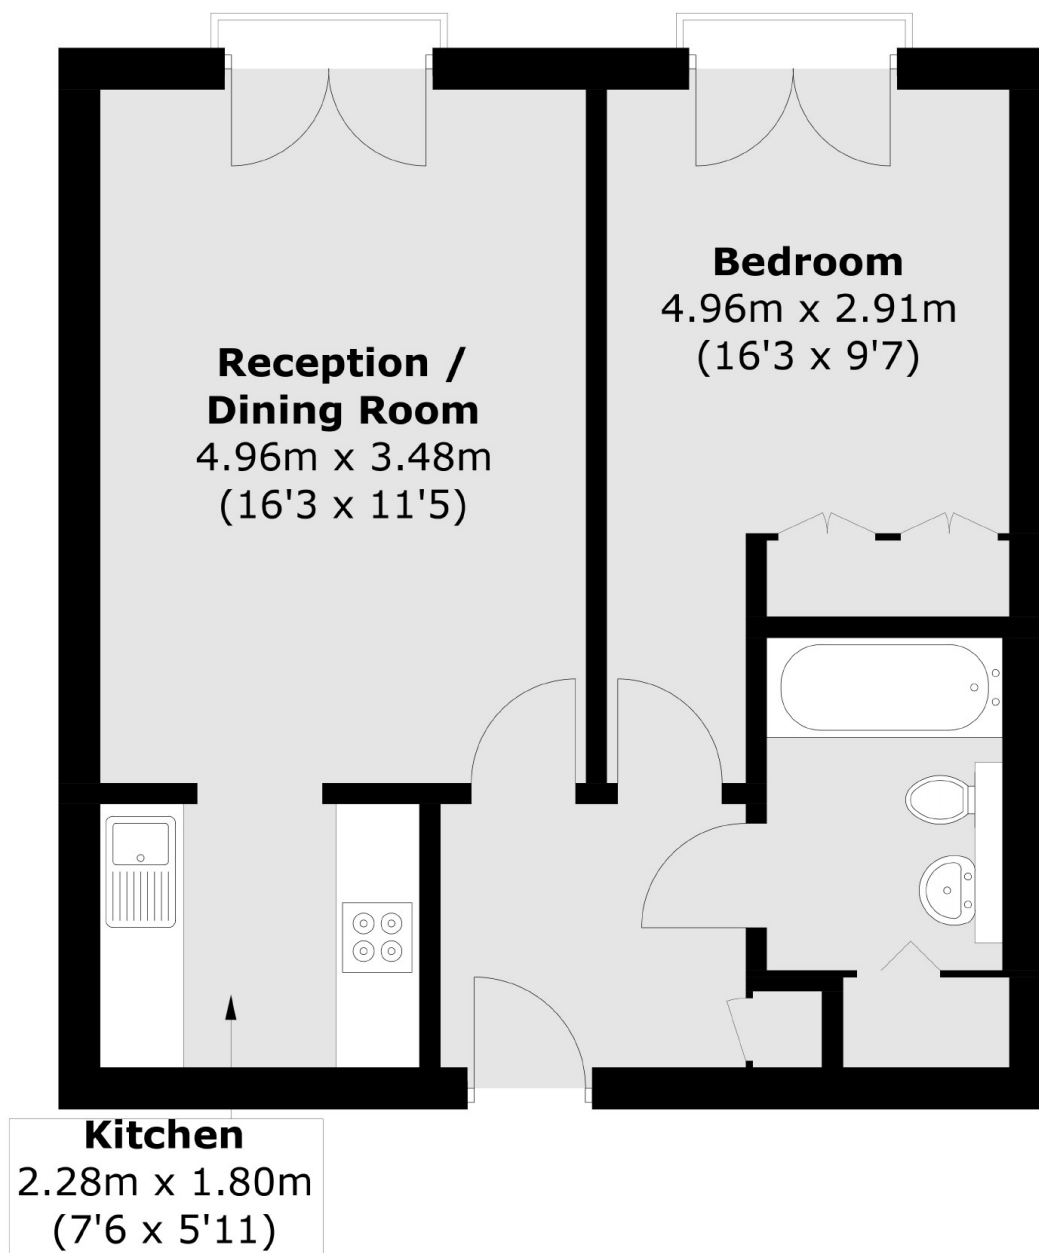 Bedroom
4.96m x 2.91m
(16'3 x 9'7)
Reception /
Dining Room
4.96m x 3.48m
(16'3 x 11'5)
Kitchen
2.28m x 1.80m
(7'6 x 5'11)